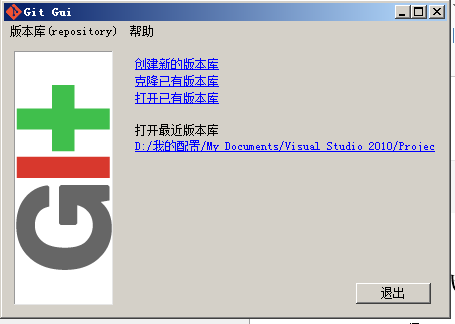 Git Gui
版本库(repository) 帮助
创建新的版本库
克隆已有版本库
打开已有版本库
打开最近版本库
D:/我的配置/My Documents/Visual Studio 2010/Projec
GIt
退出